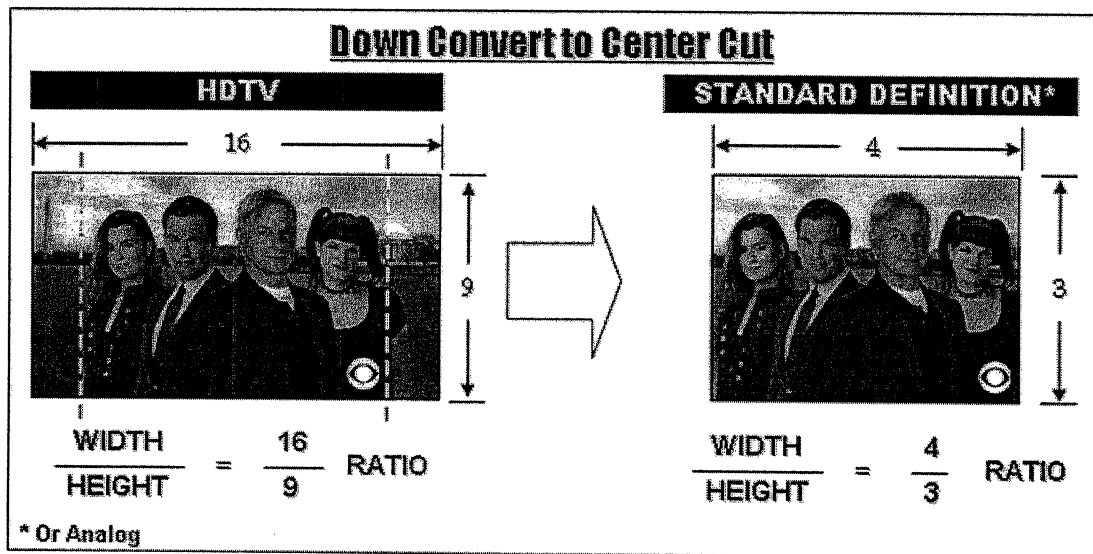 Down Convert to Center Cut
HDTV
STANDARD DEFINITION*
16
4
9
3
WIDTH
HEIGHT
=
16
9
RATIO
WIDTH
HEIGHT
=
4
3
RATIO
* Or Analog